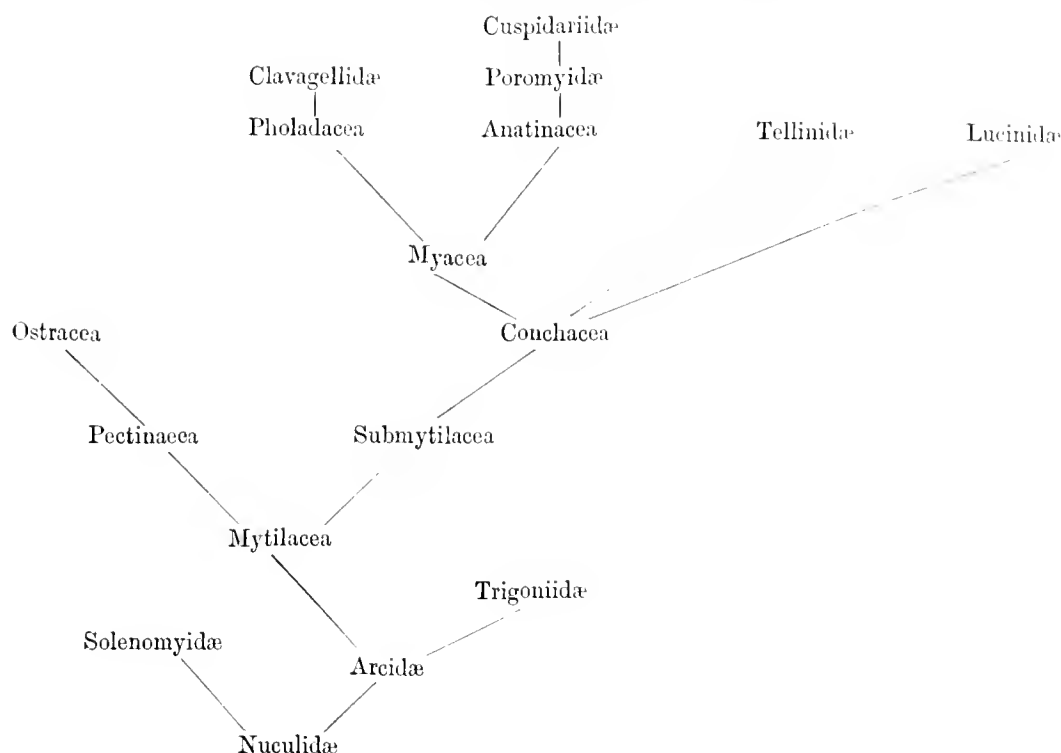 Cuspidariidæ
Clavagellidæ Poromyidæ
Pholadacea Anatinacea Tellinidæ Lucinidæ
Myacea
Ostracea Conchacea
Pectinacea Submytilacea
Mytilacea
Trigoniidæ
Solenomyidæ
Arcidæ
Nuculidæ